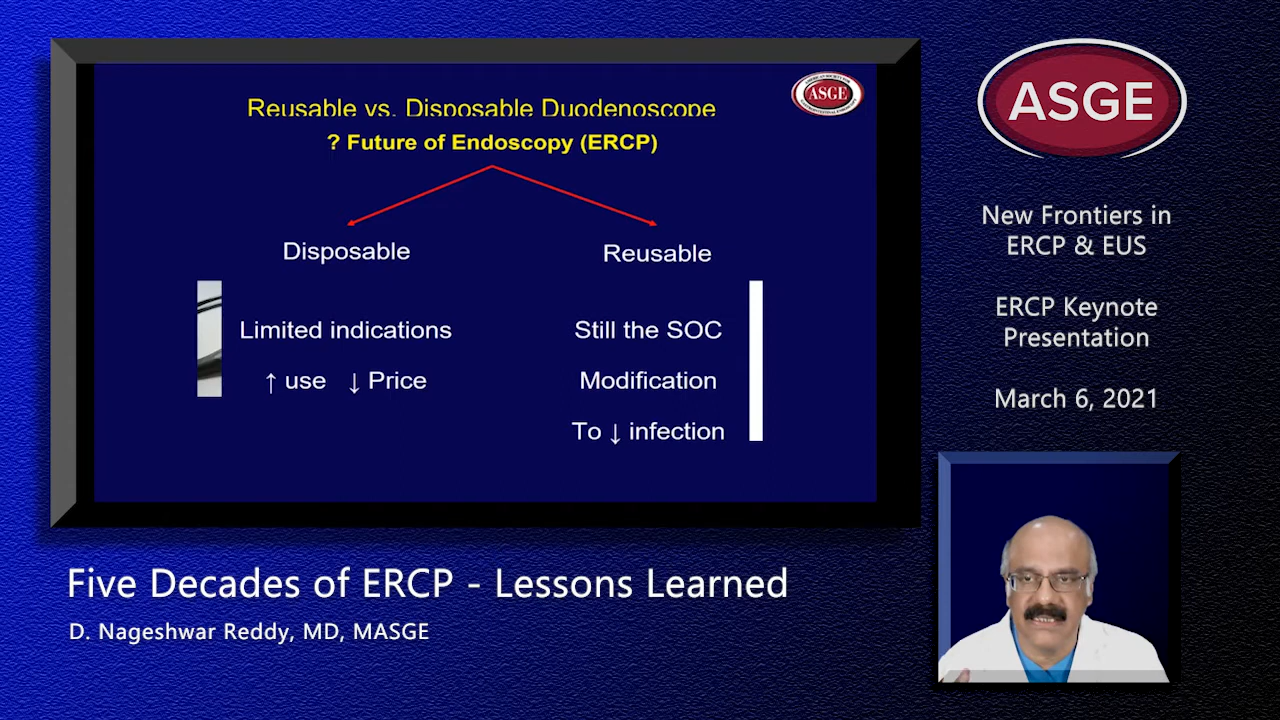 Reusable vs. Disposable Duodenoscope
? Future of Endoscopy (ERCP)
ASGE
Disposable
Reusable
Limited indications
Still the SOC
↑ use ↓ Price
Modification
To ↓ infection
ASGE
New Frontiers in
ERCP & EUS
ERCP Keynote
Presentation
March 6, 2021
Five Decades of ERCP - Lessons Learned
D. Nageshwar Reddy, MD, MASGE